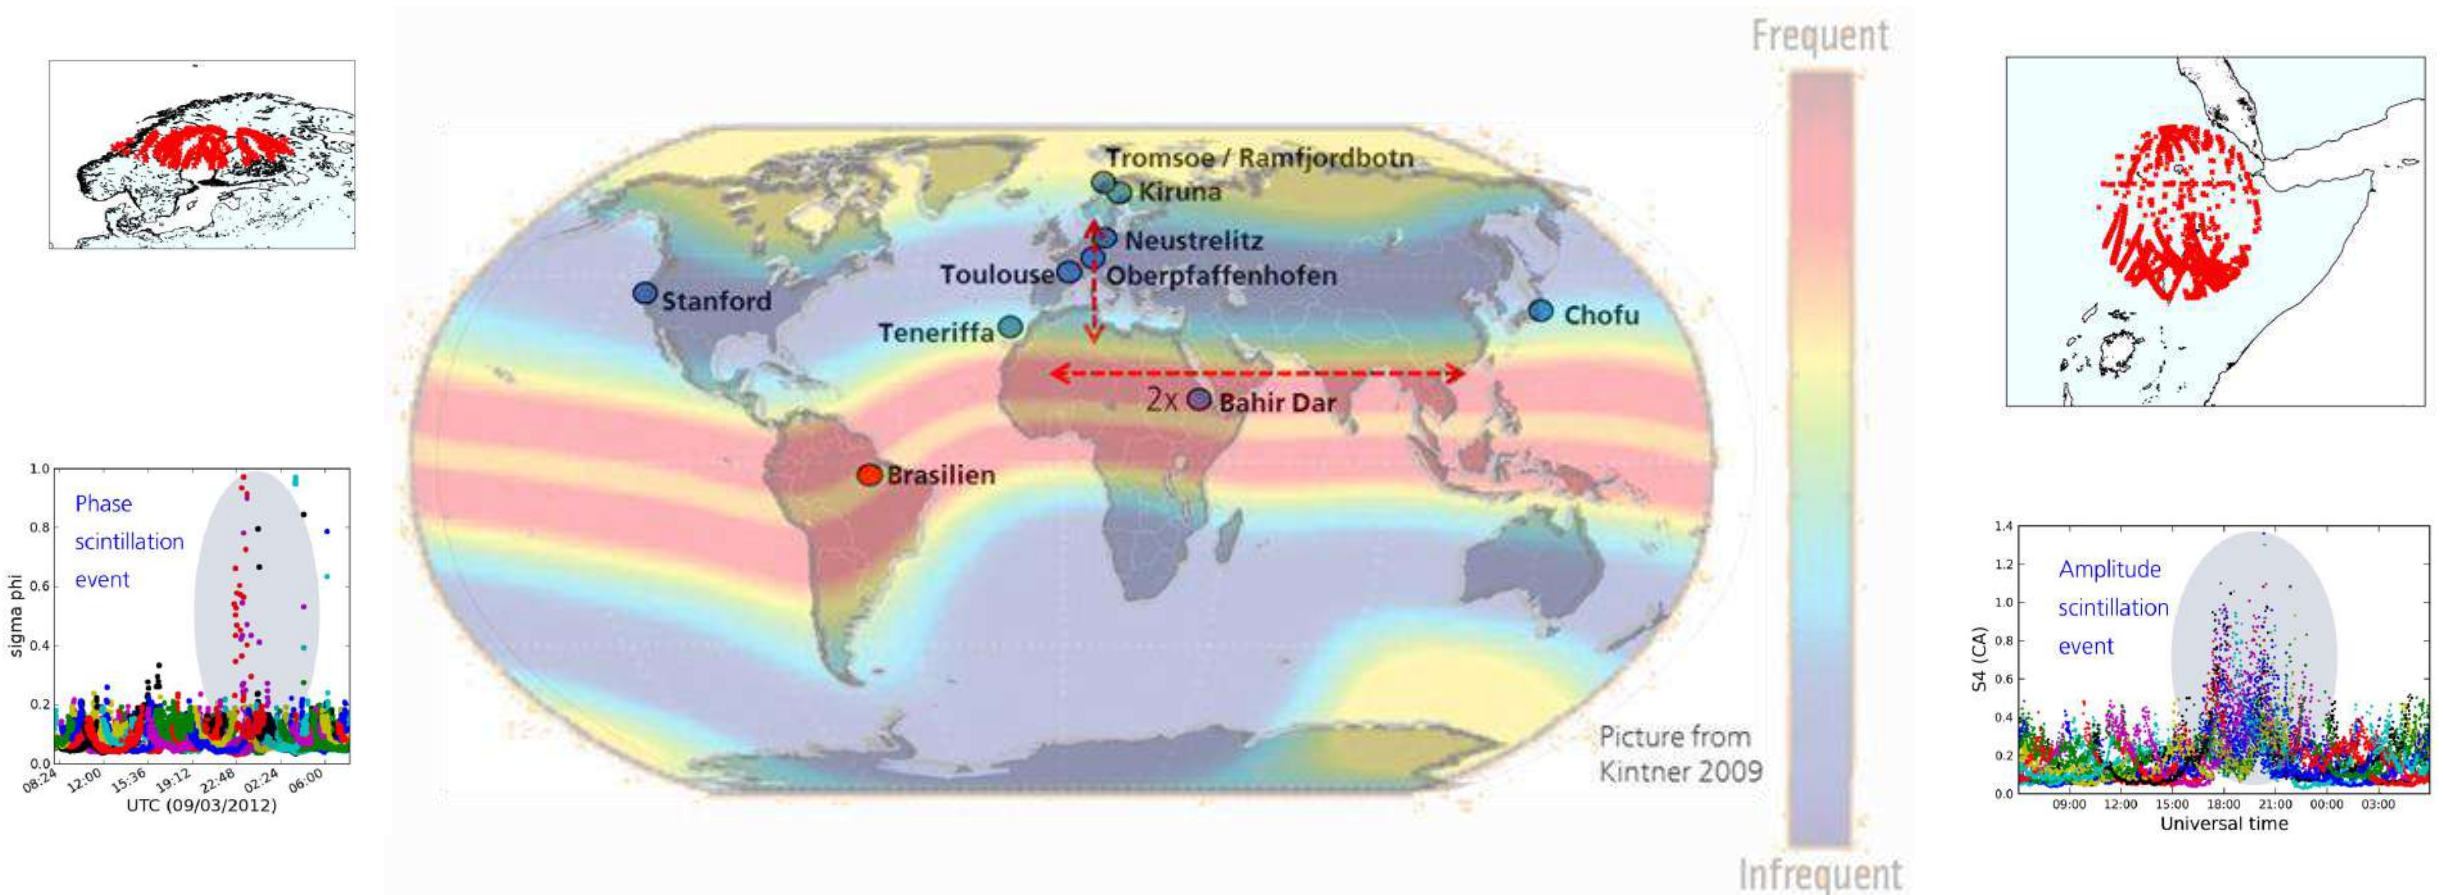 Frequent
Tromsoe / Ramfjordbotn
Kiruna
Neustrelitz
Toulouse
Oberpfaffenhofen
Stanford
Chofu
Teneriffa
2x Bahir Dar
Brasilien
Picture from
Kintner 2009
Infrequent
1.0
0.8
0.6
0.4
0.2
0.0
sigma phi
Phase
scintillation
event
08:24 12:00 15:36 19:12 22:48 02:24 06:00
UTC (09/03/2012)
1.4
1.2
1.0
0.8
0.6
0.4
0.2
0.0
S4 (CA)
Amplitude
scintillation
event
09:00 12:00 15:00 18:00 21:00 00:00 03:00
Universal time